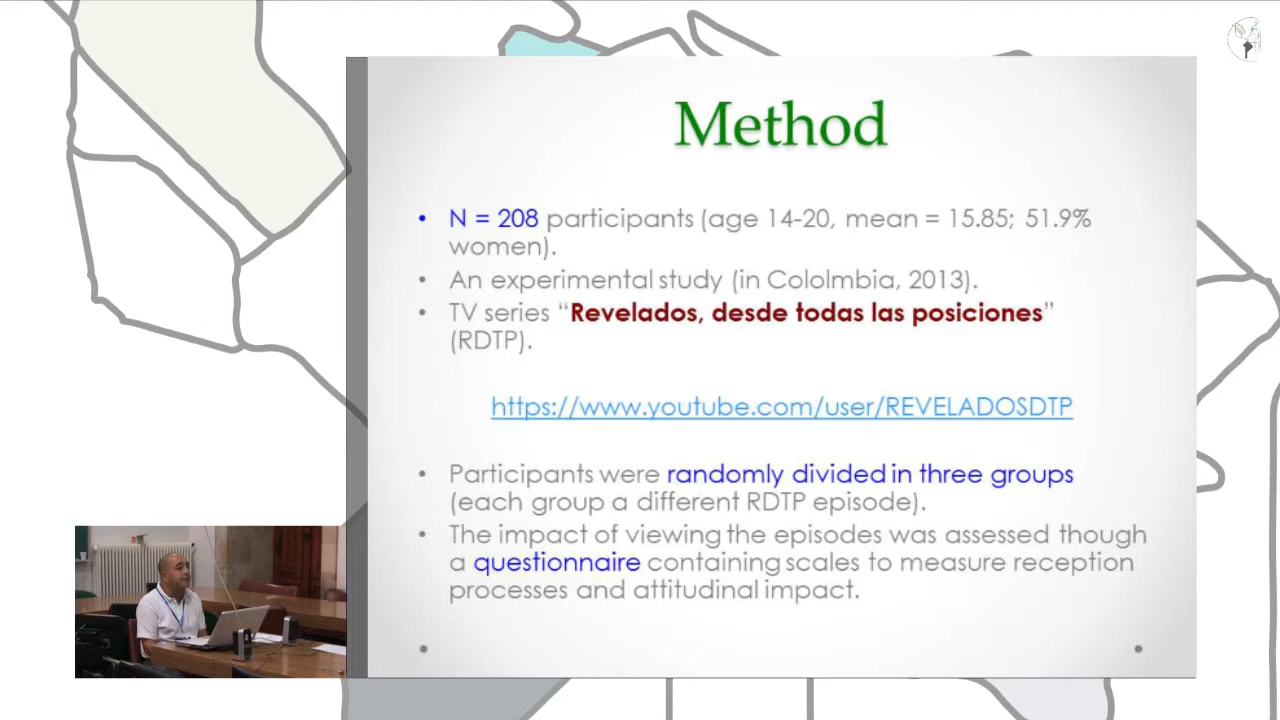 Method
• N = 208 participants (age 14-20, mean = 15.85; 51.9%
women).
• An experimental study (in Cololmbia, 2013).
• TV series “Revelados, desde todas las posiciones”
(RDTP).
https://www.youtube.com/user/REVELADOSDTP
• Participants were randomly divided in three groups
(each group a different RDTP episode).
• The impact of viewing the episodes was assessed though
a questionnaire containing scales to measure reception
processes and attitudinal impact.